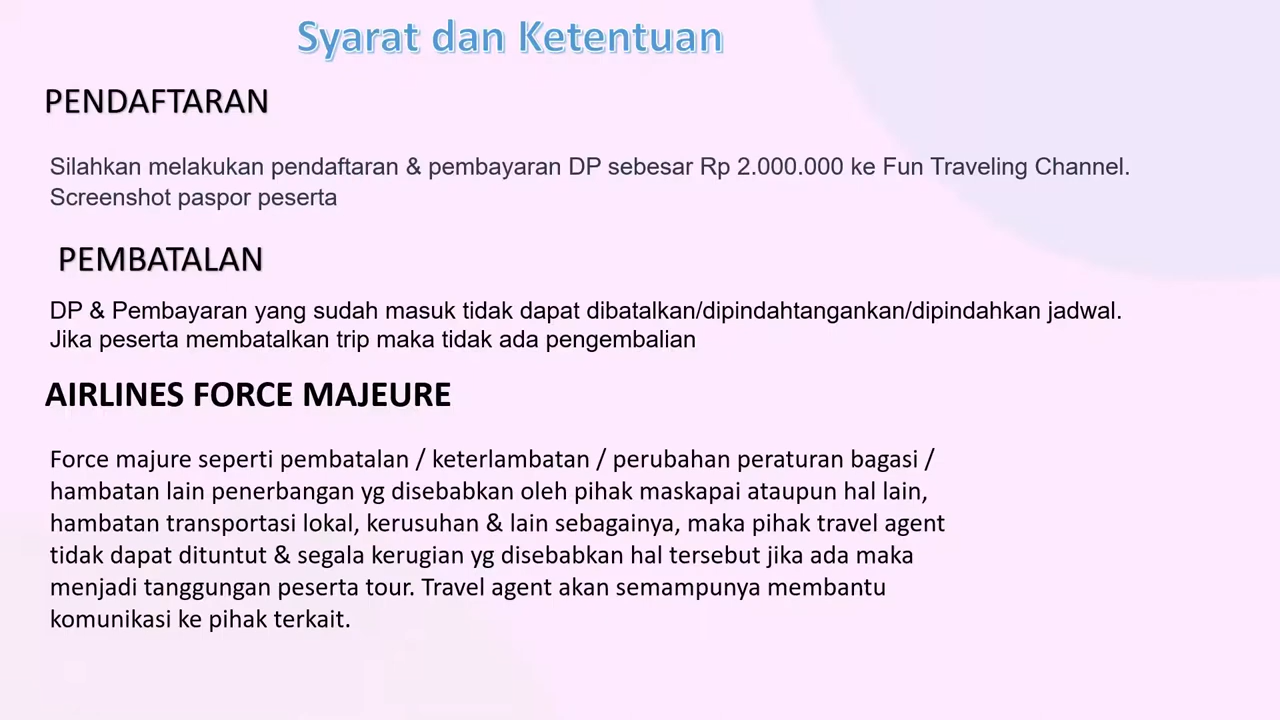 Syarat dan Ketentuan
PENDAFTARAN
Silahkan melakukan pendaftaran & pembayaran DP sebesar Rp 2.000.000 ke Fun Traveling Channel.
Screenshot paspor peserta
PEMBATALAN
DP & Pembayaran yang sudah masuk tidak dapat dibatalkan/dipindahtangankan/dipindahkan jadwal.
Jika peserta membatalkan trip maka tidak ada pengembalian
AIRLINES FORCE MAJEURE
Force majure seperti pembatalan / keterlambatan / perubahan peraturan bagasi /
hambatan lain penerbangan yg disebabkan oleh pihak maskapai ataupun hal lain,
hambatan transportasi lokal, kerusuhan & lain sebagainya, maka pihak travel agent
tidak dapat dituntut & segala kerugian yg disebabkan hal tersebut jika ada maka
menjadi tanggungan peserta tour. Travel agent akan semampunya membantu
komunikasi ke pihak terkait.